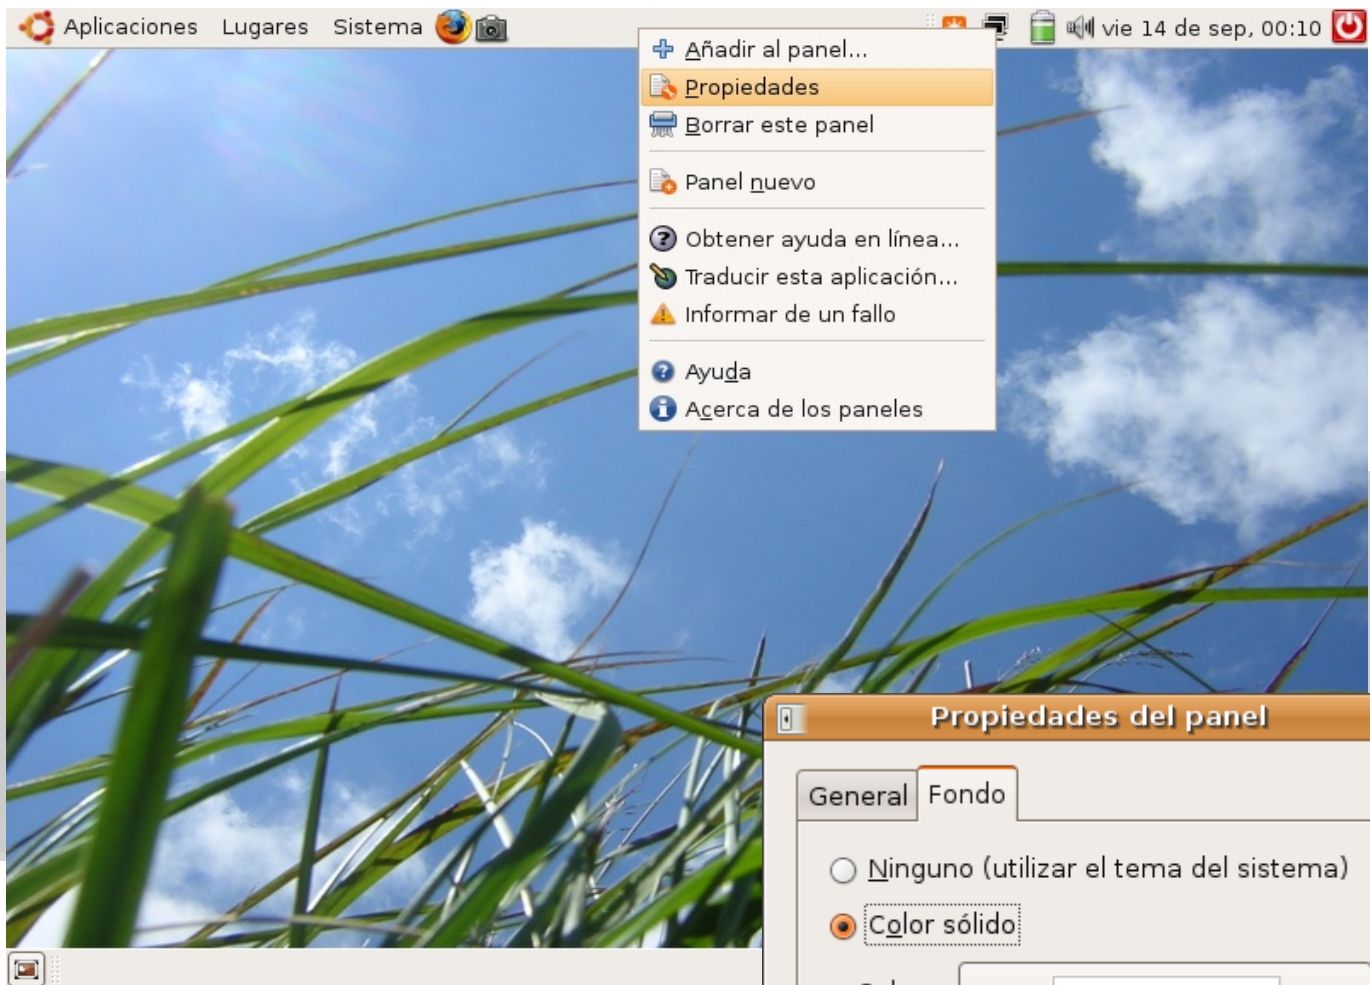 Aplicaciones Lugares Sistema
vie 14 de sep, 00:10
Añadir al panel...
Propiedades
Borrar este panel
Panel nuevo
Obtener ayuda en línea...
Traducir esta aplicación...
Informar de un fallo
Ayuda
Acerca de los paneles
Propiedades del panel
General Fondo
Ninguno (utilizar el tema del sistema)
Color sólido